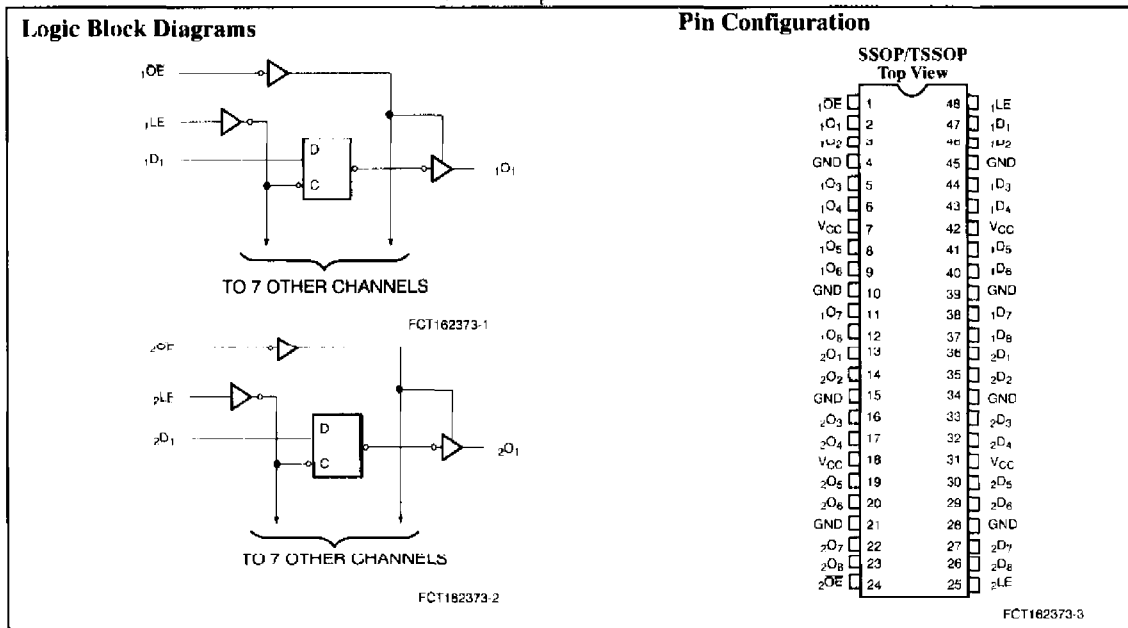 Logic Block Diagrams
1OE
1LE
1D1
D
C
1O1
TO 7 OTHER CHANNELS
FCT162373-1
2OE
2LE
2D1
D
C
2O1
TO 7 OTHER CHANNELS
FCT162373-2
Pin Configuration
SSOP/TSSOP
Top View
1OE 1 48 1LE
1O1 2 47 1D1
1O2 3 46 1D2
GND 4 45 GND
1O3 5 44 1D3
1O4 6 43 1D4
VCC 7 42 VCC
1O5 8 41 1D5
1O6 9 40 1D6
GND 10 39 GND
1O7 11 38 1D7
1O8 12 37 1D8
2O1 13 36 2D1
2O2 14 35 2D2
GND 15 34 GND
2O3 16 33 2D3
2O4 17 32 2D4
VCC 18 31 VCC
2O5 19 30 2D5
2O6 20 29 2D6
GND 21 28 GND
2O7 22 27 2D7
2O8 23 26 2D8
2OE 24 25 2LE
FCT162373-3